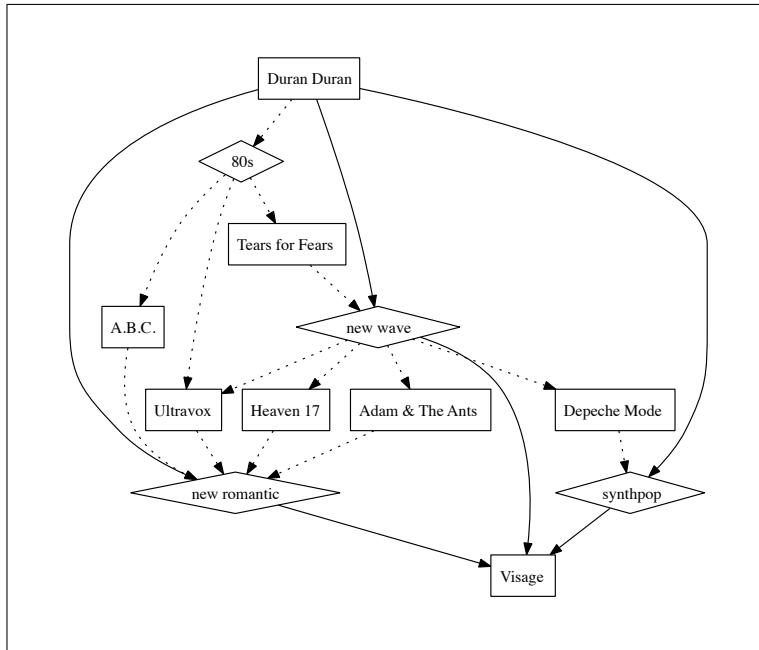 Duran Duran
80s
Tears for Fears
A.B.C.
new wave
Ultravox
Heaven 17
Adam & The Ants
Depeche Mode
new romantic
synthpop
Visage